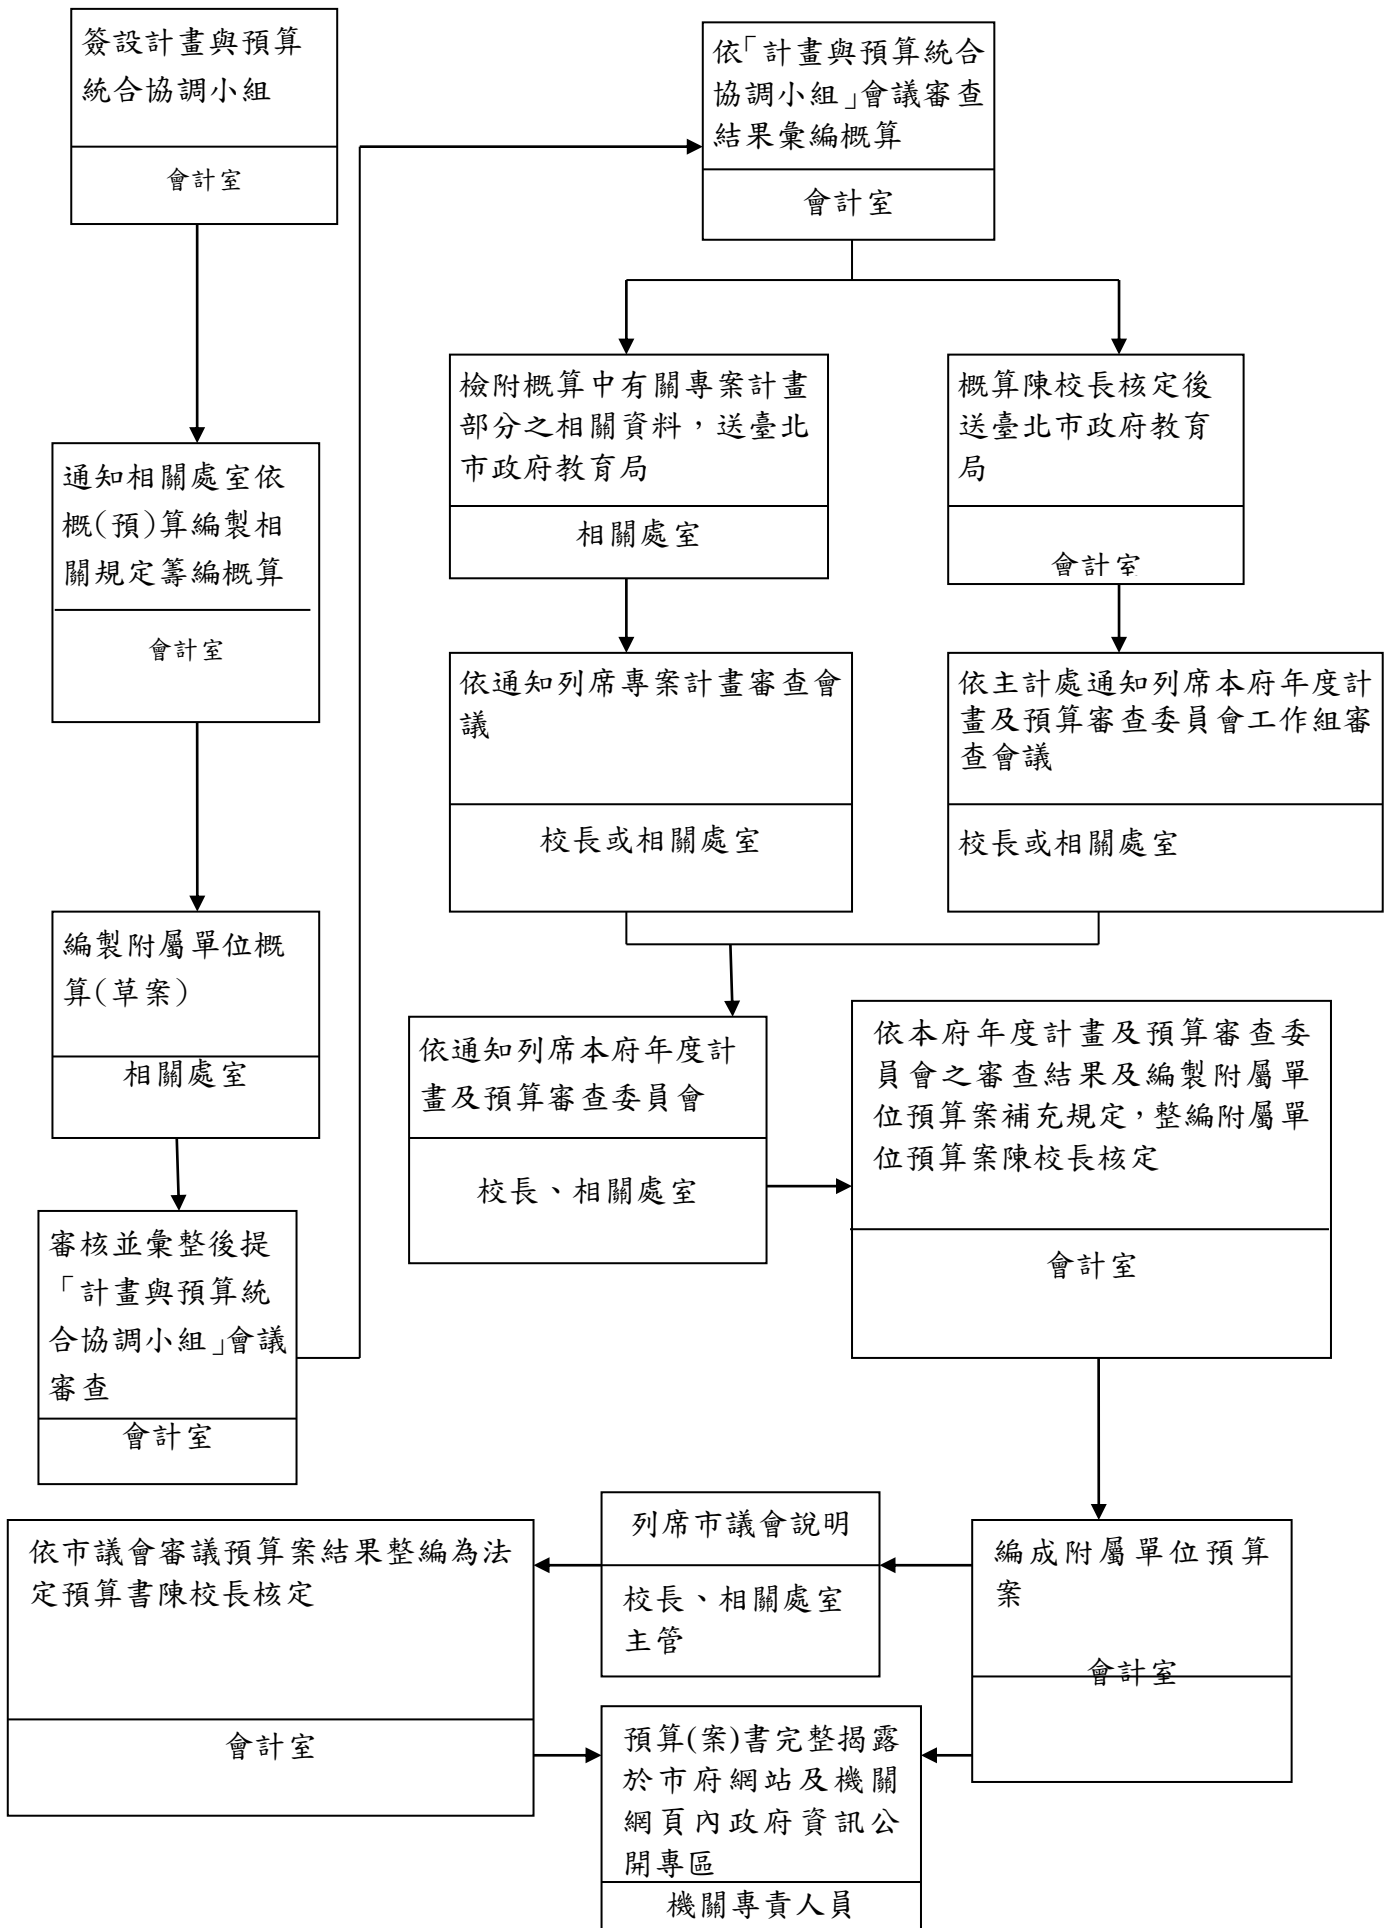 簽設計畫與預算
統合協調小組
會計室
通知相關處室依
概(預)算編製相
關規定籌編概算
會計室
編製附屬單位概
算(草案)
相關處室
審核並彙整後提
「計畫與預算統
合協調小組」會議
審查
會計室
依「計畫與預算統合
協調小組」會議審查
結果彙編概算
會計室
檢附概算中有關專案計畫
部分之相關資料，送臺北
市政府教育局
相關處室
概算陳校長核定後
送臺北市政府教育
局
會計室
依通知列席專案計畫審查會
議
校長或相關處室
依主計處通知列席本府年度計
畫及預算審查委員會工作組審
查會議
校長或相關處室
依通知列席本府年度計
畫及預算審查委員會
校長、相關處室
依本府年度計畫及預算審查委
員會之審查結果及編製附屬單
位預算案補充規定，整編附屬單
位預算案陳校長核定
會計室
編成附屬單位預算
案
會計室
列席市議會說明
校長、相關處室
主管
依市議會審議預算案結果整編為法
定預算書陳校長核定
會計室
預算(案)書完整揭露
於市府網站及機關
網頁內政府資訊公
開專區
機關專責人員